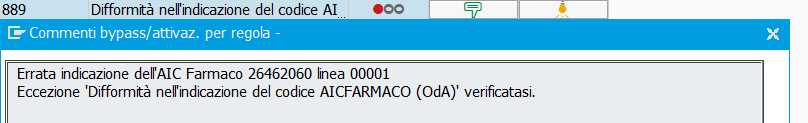 889 Difformità nell'indicazione del codice AI...
Commenti bypass/attivaz. per regola -
Errata indicazione dell'AIC Farmaco 26462060 linea 00001
Eccezione 'Difformità nell'indicazione del codice AICFARMACO (OdA)' verificatasi.